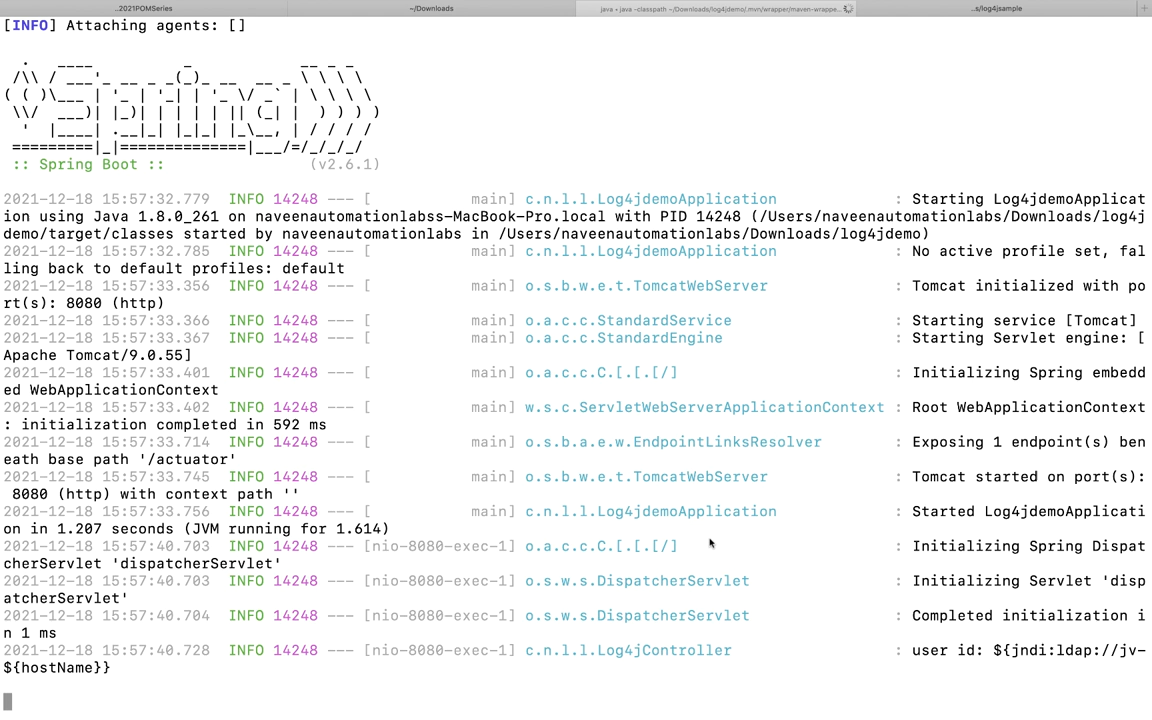 ..2021POMSeries
~/Downloads
java ◂ java -classpath ~/Downloads/log4jdemo/.mvn/wrapper/maven-wrappe...
..s/log4jsample
[INFO] Attaching agents: []
  .   ____          _            __ _ _
 /\\ / ___'_ __ _ _(_)_ __  __ _ \ \ \ \
( ( )\___ | '_ | '_| | '_ \/ _` | \ \ \ \
 \\/  ___)| |_)| | | | | || (_| |  ) ) ) )
  '  |____| .__|_| |_|_| |_\__, | / / / /
 =========|_|==============|___/=/_/_/_/
 :: Spring Boot ::                (v2.6.1)
2021-12-18 15:57:32.779  INFO 14248 --- [           main] c.n.l.l.Log4jdemoApplication             : Starting Log4jdemoApplicat
ion using Java 1.8.0_261 on naveenautomationlabss-MacBook-Pro.local with PID 14248 (/Users/naveenautomationlabs/Downloads/log4j
demo/target/classes started by naveenautomationlabs in /Users/naveenautomationlabs/Downloads/log4jdemo)
2021-12-18 15:57:32.785  INFO 14248 --- [           main] c.n.l.l.Log4jdemoApplication             : No active profile set, fal
ling back to default profiles: default
2021-12-18 15:57:33.356  INFO 14248 --- [           main] o.s.b.w.e.t.TomcatWebServer              : Tomcat initialized with po
rt(s): 8080 (http)
2021-12-18 15:57:33.366  INFO 14248 --- [           main] o.a.c.c.StandardService                  : Starting service [Tomcat]
2021-12-18 15:57:33.367  INFO 14248 --- [           main] o.a.c.c.StandardEngine                   : Starting Servlet engine: [
Apache Tomcat/9.0.55]
2021-12-18 15:57:33.401  INFO 14248 --- [           main] o.a.c.c.C.[.[.[/]                        : Initializing Spring embedd
ed WebApplicationContext
2021-12-18 15:57:33.402  INFO 14248 --- [           main] w.s.c.ServletWebServerApplicationContext : Root WebApplicationContext
: initialization completed in 592 ms
2021-12-18 15:57:33.714  INFO 14248 --- [           main] o.s.b.a.e.w.EndpointLinksResolver        : Exposing 1 endpoint(s) ben
eath base path '/actuator'
2021-12-18 15:57:33.745  INFO 14248 --- [           main] o.s.b.w.e.t.TomcatWebServer              : Tomcat started on port(s):
 8080 (http) with context path ''
2021-12-18 15:57:33.756  INFO 14248 --- [           main] c.n.l.l.Log4jdemoApplication             : Started Log4jdemoApplicati
on in 1.207 seconds (JVM running for 1.614)
2021-12-18 15:57:40.703  INFO 14248 --- [nio-8080-exec-1] o.a.c.c.C.[.[.[/]                        : Initializing Spring Dispat
cherServlet 'dispatcherServlet'
2021-12-18 15:57:40.703  INFO 14248 --- [nio-8080-exec-1] o.s.w.s.DispatcherServlet                : Initializing Servlet 'disp
atcherServlet'
2021-12-18 15:57:40.704  INFO 14248 --- [nio-8080-exec-1] o.s.w.s.DispatcherServlet                : Completed initialization i
n 1 ms
2021-12-18 15:57:40.728  INFO 14248 --- [nio-8080-exec-1] c.n.l.l.Log4jController                  : user id: ${jndi:ldap://jv-
${hostName}}